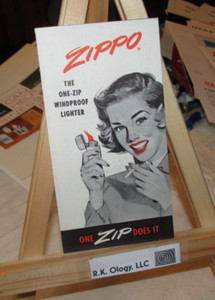 ZIPPO®
THE
ONE-ZIP
WINDPROOF
LIGHTER
ONE ZIP DOES IT
R.K. Ology, LLC